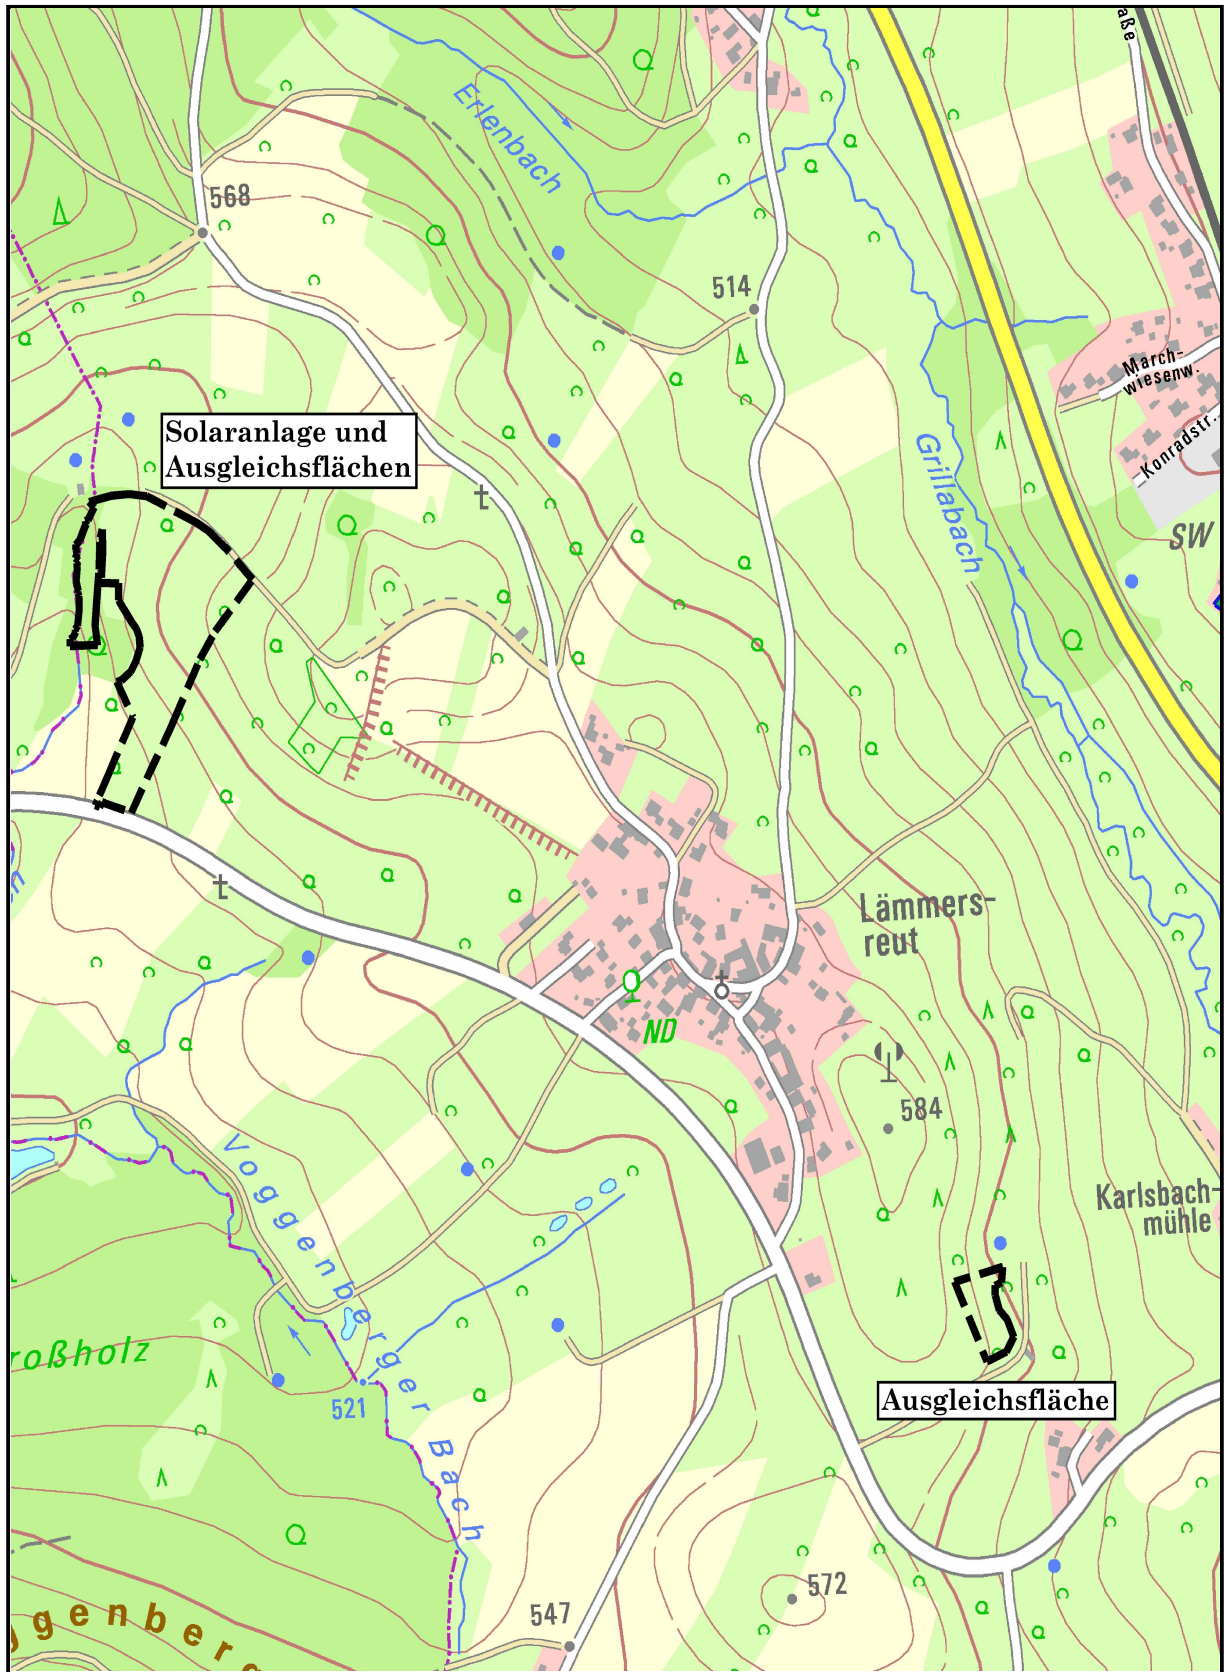 aße
Erlenbach
568
514
March-
wiesenw.
Konradstr.
Solaranlage und
Ausgleichsflächen
Grillabach
SW
Lämmers-
reut
ND
584
Karlsbach-
mühle
Voggenberger Bach
roßholz
521
Ausgleichsfläche
572
547
ggenberg